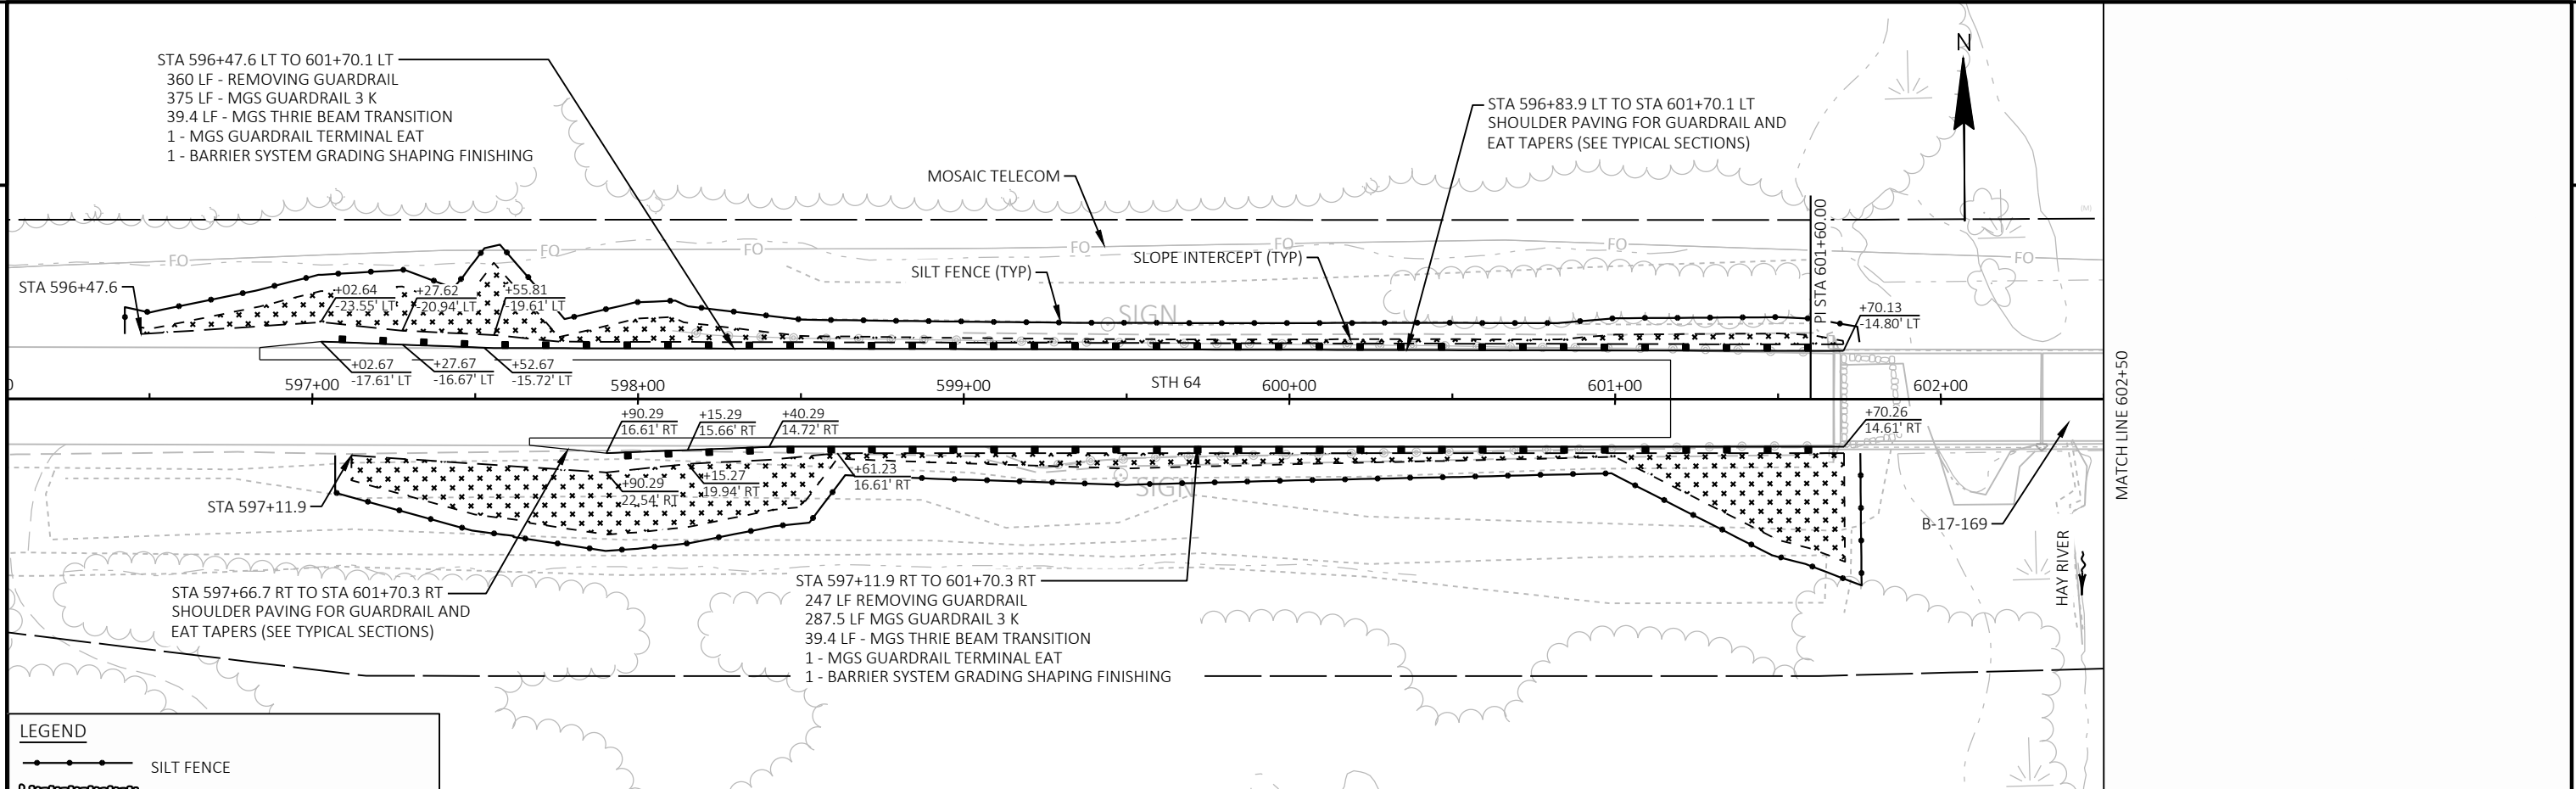 STA 596+47.6 LT TO 601+70.1 LT
360 LF - REMOVING GUARDRAIL
375 LF - MGS GUARDRAIL 3 K
39.4 LF - MGS THRIE BEAM TRANSITION
1 - MGS GUARDRAIL TERMINAL EAT
1 - BARRIER SYSTEM GRADING SHAPING FINISHING
STA 596+83.9 LT TO STA 601+70.1 LT
SHOULDER PAVING FOR GUARDRAIL AND
EAT TAPERS (SEE TYPICAL SECTIONS)
N
MOSAIC TELECOM
FO
FO
FO
FO
FO
FO
FO
SILT FENCE (TYP)
SLOPE INTERCEPT (TYP)
PI STA 601+60.00
STA 596+47.6
+02.64
-23.55' LT
+27.62
-20.94' LT
+55.81
-19.61' LT
SIGN
+70.13
-14.80' LT
+02.67
-17.61' LT
+27.67
-16.67' LT
+52.67
-15.72' LT
0
597+00
598+00
599+00
STH 64
600+00
601+00
602+00
MATCH LINE 602+50
+90.29
16.61' RT
+15.29
15.66' RT
+40.29
14.72' RT
+70.26
14.61' RT
+90.29
22.54' RT
+15.27
19.94' RT
+61.23
16.61' RT
SIGN
STA 597+11.9
B-17-169
HAY RIVER
STA 597+66.7 RT TO STA 601+70.3 RT
SHOULDER PAVING FOR GUARDRAIL AND
EAT TAPERS (SEE TYPICAL SECTIONS)
STA 597+11.9 RT TO 601+70.3 RT
247 LF REMOVING GUARDRAIL
287.5 LF MGS GUARDRAIL 3 K
39.4 LF - MGS THRIE BEAM TRANSITION
1 - MGS GUARDRAIL TERMINAL EAT
1 - BARRIER SYSTEM GRADING SHAPING FINISHING
LEGEND
SILT FENCE